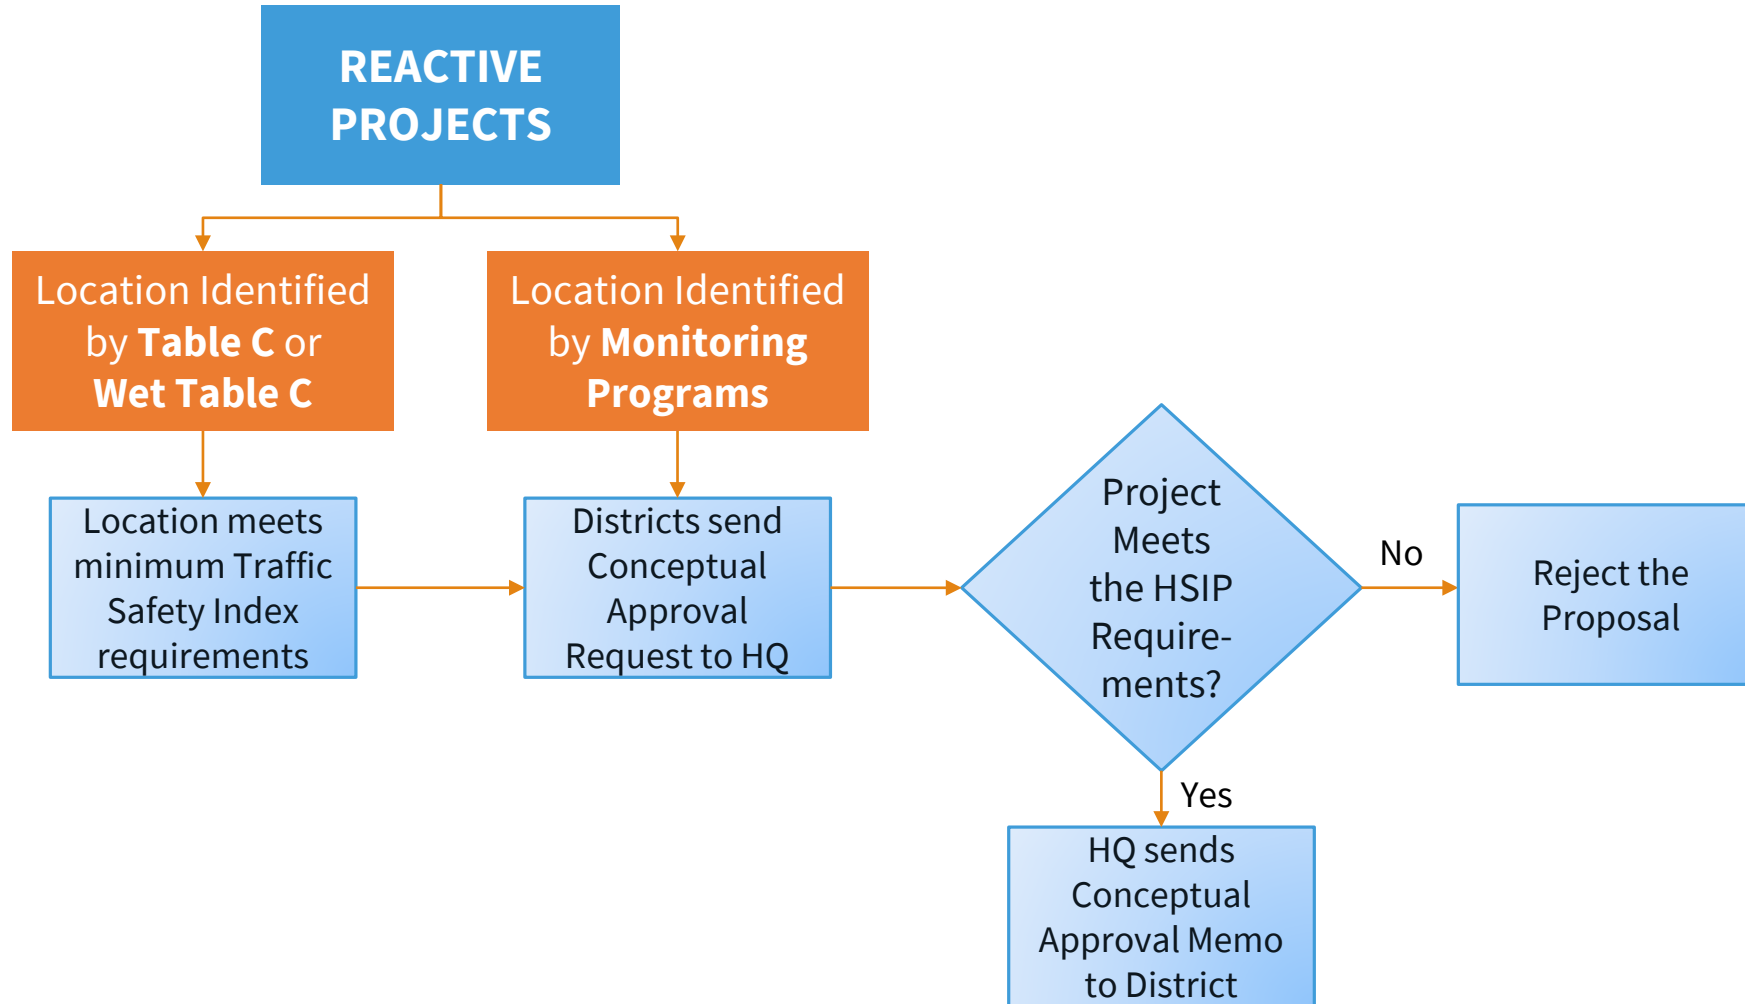 REACTIVE
PROJECTS
Location Identified
by Table C or
Wet Table C
Location Identified
by Monitoring
Programs
Location meets
minimum Traffic
Safety Index
requirements
Districts send
Conceptual
Approval
Request to HQ
Project
Meets
the HSIP
Require-
ments?
No
Reject the
Proposal
Yes
HQ sends
Conceptual
Approval Memo
to District